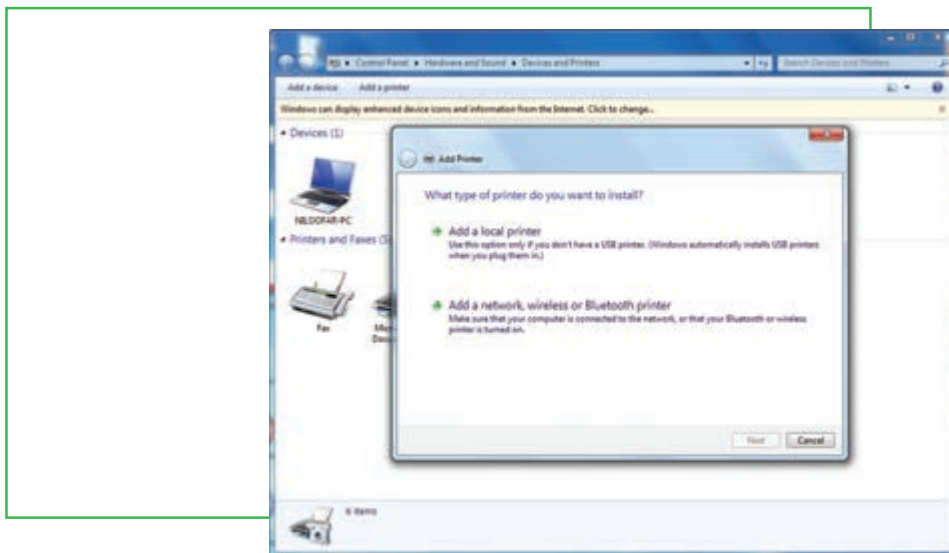 Control Panel ▸ Hardware and Sound ▸ Devices and Printers
Search Devices and Printers
Add a device Add a printer
Windows can display enhanced device icons and information from the Internet. Click to change...
Devices (1)
NILOOFAR-PC
Printers and Faxes (5
Fax
Add Printer
What type of printer do you want to install?
Add a local printer
Use this option only if you don't have a USB printer. (Windows automatically installs USB printers
when you plug them in.)
Add a network, wireless or Bluetooth printer
Make sure that your computer is connected to the network, or that your Bluetooth or wireless
printer is turned on.
Next Cancel
6 items